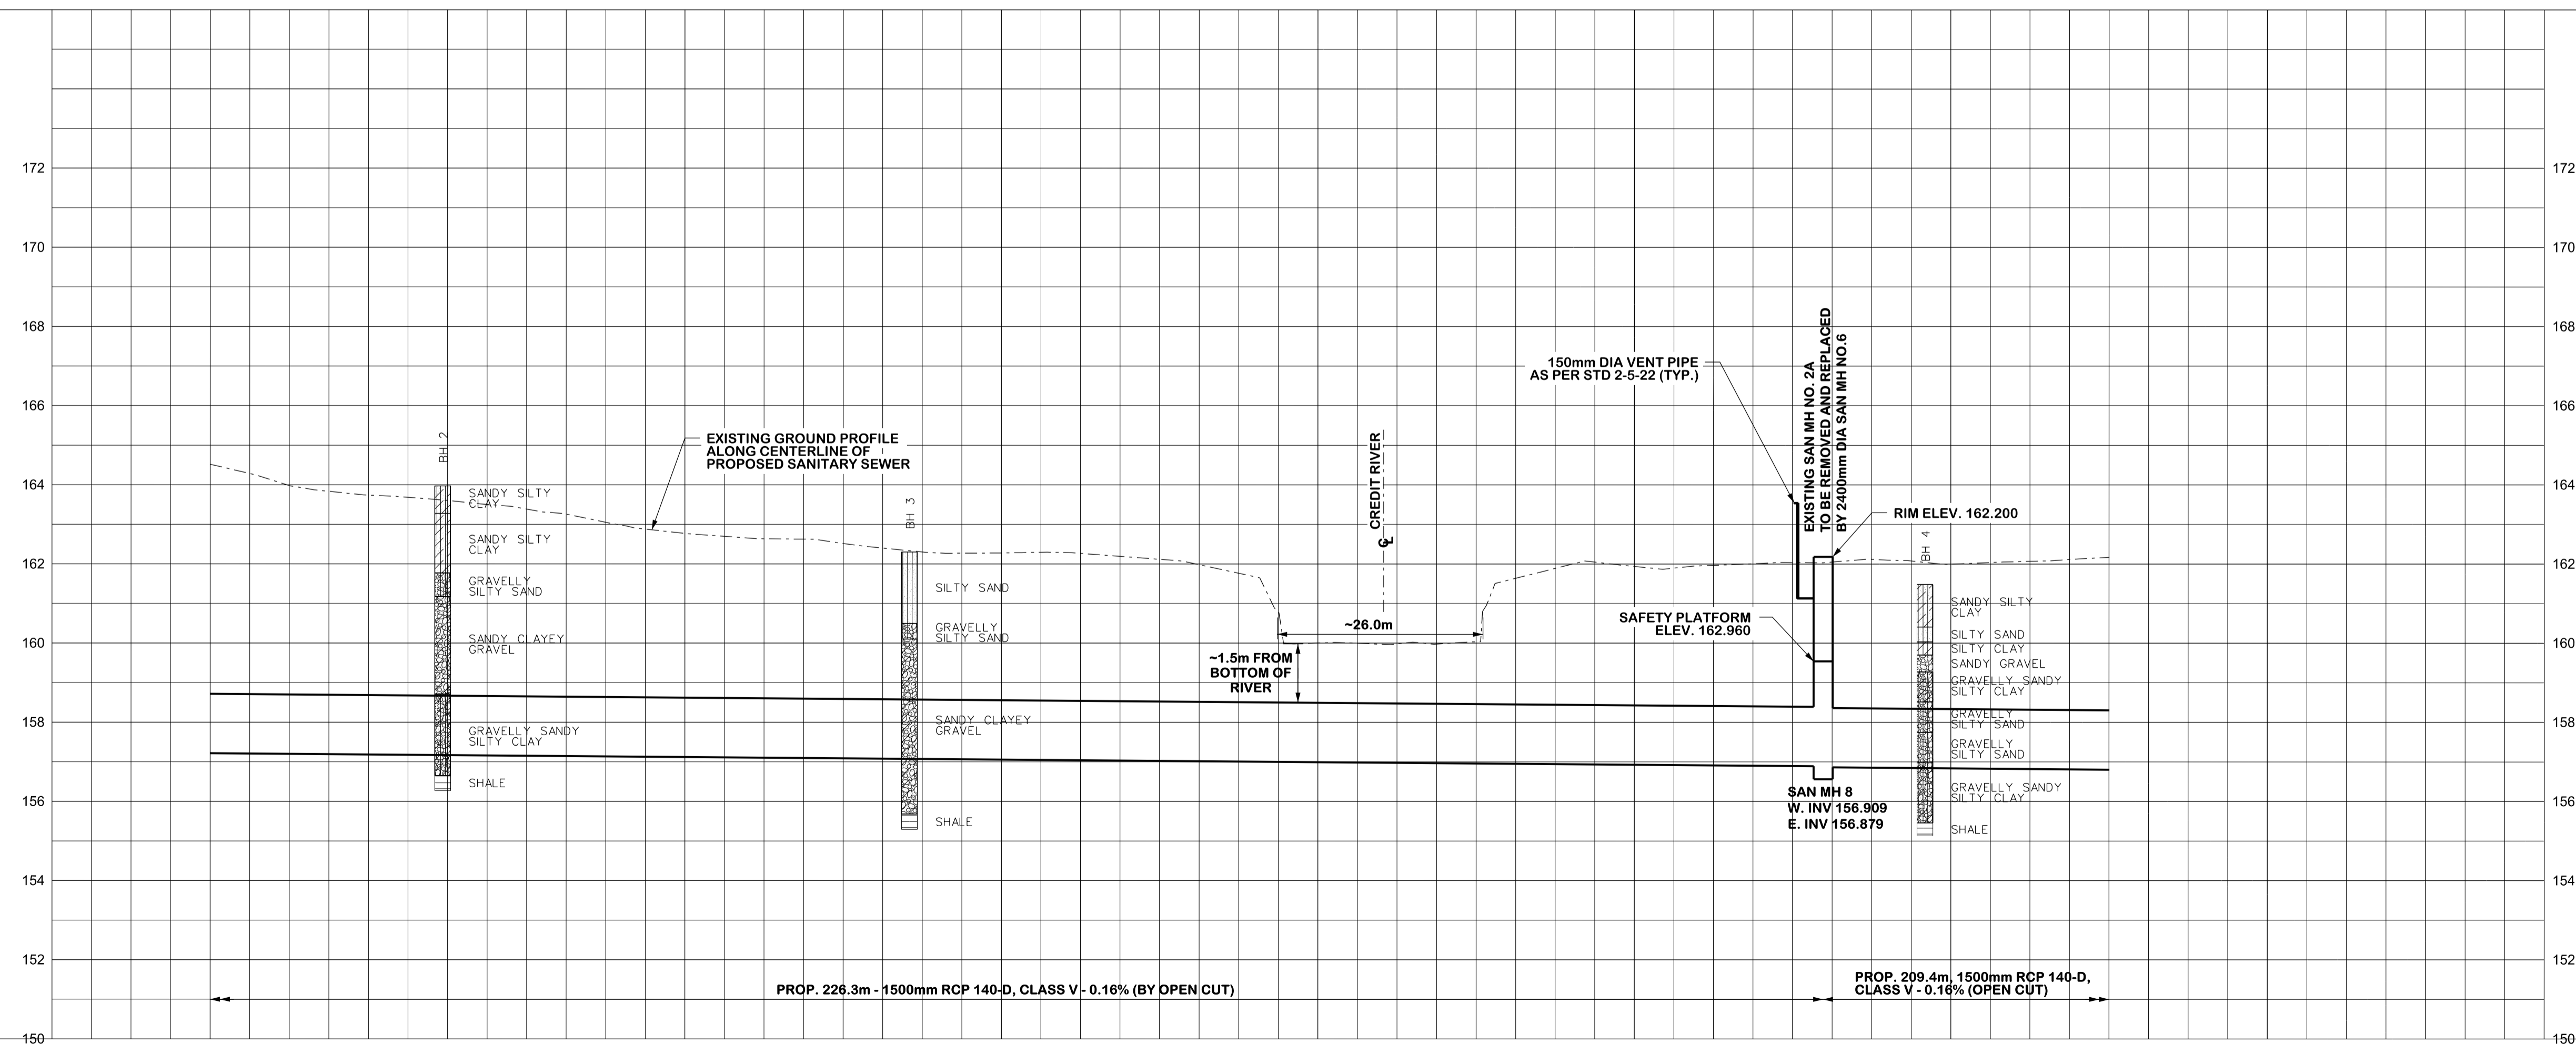 172
172
170
170
168
168
166
166
164
164
162
162
160
160
158
158
156
156
154
154
152
152
150
150
BH 2
SANDY SILTY
CLAY
SANDY SILTY
CLAY
GRAVELLY
SILTY SAND
SANDY CLAYEY
GRAVEL
GRAVELLY SANDY
SILTY CLAY
SHALE
EXISTING GROUND PROFILE
ALONG CENTERLINE OF
PROPOSED SANITARY SEWER
BH 3
SILTY SAND
GRAVELLY
SILTY SAND
SANDY CLAYEY
GRAVEL
SHALE
CREDIT RIVER
CL
~26.0m
~1.5m FROM
BOTTOM OF
RIVER
150mm DIA VENT PIPE
AS PER STD 2-5-22 (TYP.)
EXISTING SAN MH NO. 2A
TO BE REMOVED AND REPLACED
BY 2400mm DIA SAN MH NO.6
RIM ELEV. 162.200
SAFETY PLATFORM
ELEV. 162.960
SAN MH 8
W. INV 156.909
E. INV 156.879
BH 4
SANDY SILTY
CLAY
SILTY SAND
SILTY CLAY
SANDY GRAVEL
GRAVELLY SANDY
SILTY CLAY
GRAVELLY
SILTY SAND
GRAVELLY
SILTY SAND
GRAVELLY SANDY
SILTY CLAY
SHALE
PROP. 226.3m - 1500mm RCP 140-D, CLASS V - 0.16% (BY OPEN CUT)
PROP. 209.4m, 1500mm RCP 140-D,
CLASS V - 0.16% (OPEN CUT)